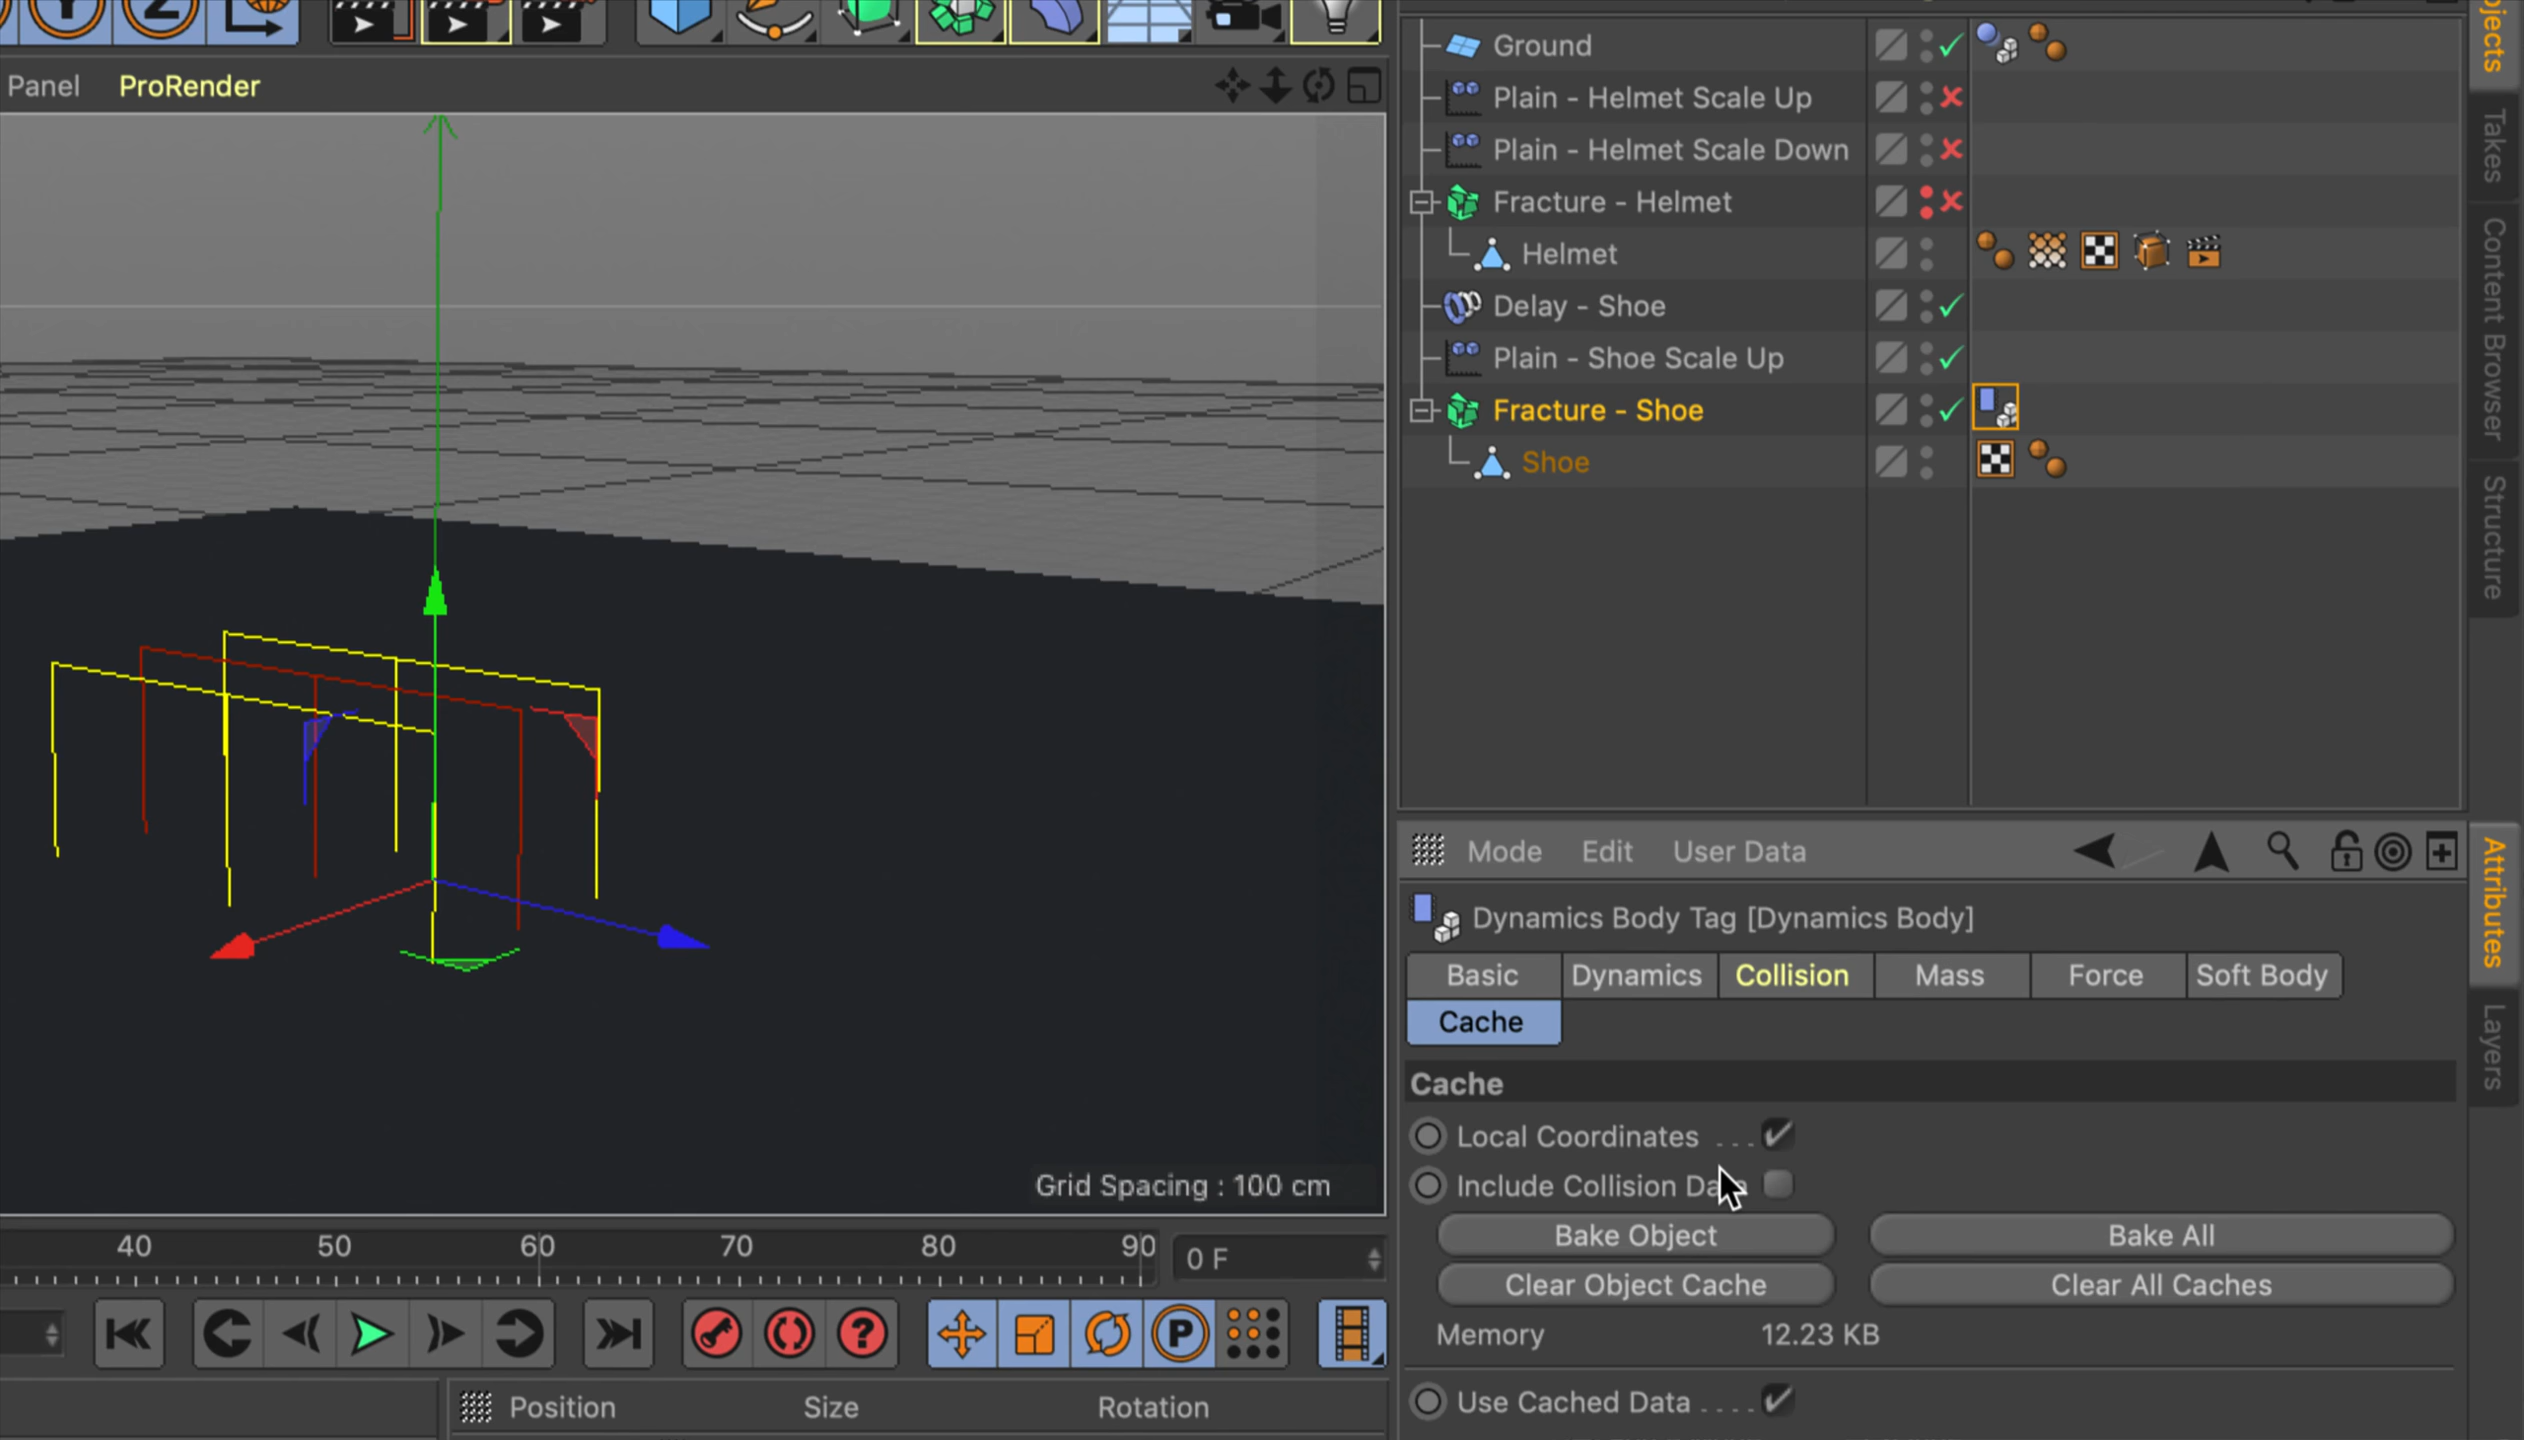 Panel
ProRender
Grid Spacing : 100 cm
40
50
60
70
80
90
0 F
Position
Size
Rotation
Ground
Plain - Helmet Scale Up
Plain - Helmet Scale Down
Fracture - Helmet
Helmet
Delay - Shoe
Plain - Shoe Scale Up
Fracture - Shoe
Shoe
Takes
Content Browser
Structure
Mode
Edit
User Data
Dynamics Body Tag [Dynamics Body]
Basic
Dynamics
Collision
Mass
Force
Soft Body
Cache
Cache
Local Coordinates
Include Collision
Bake Object
Bake All
Clear Object Cache
Clear All Caches
Memory
12.23 KB
Use Cached Data
Attributes
Layers